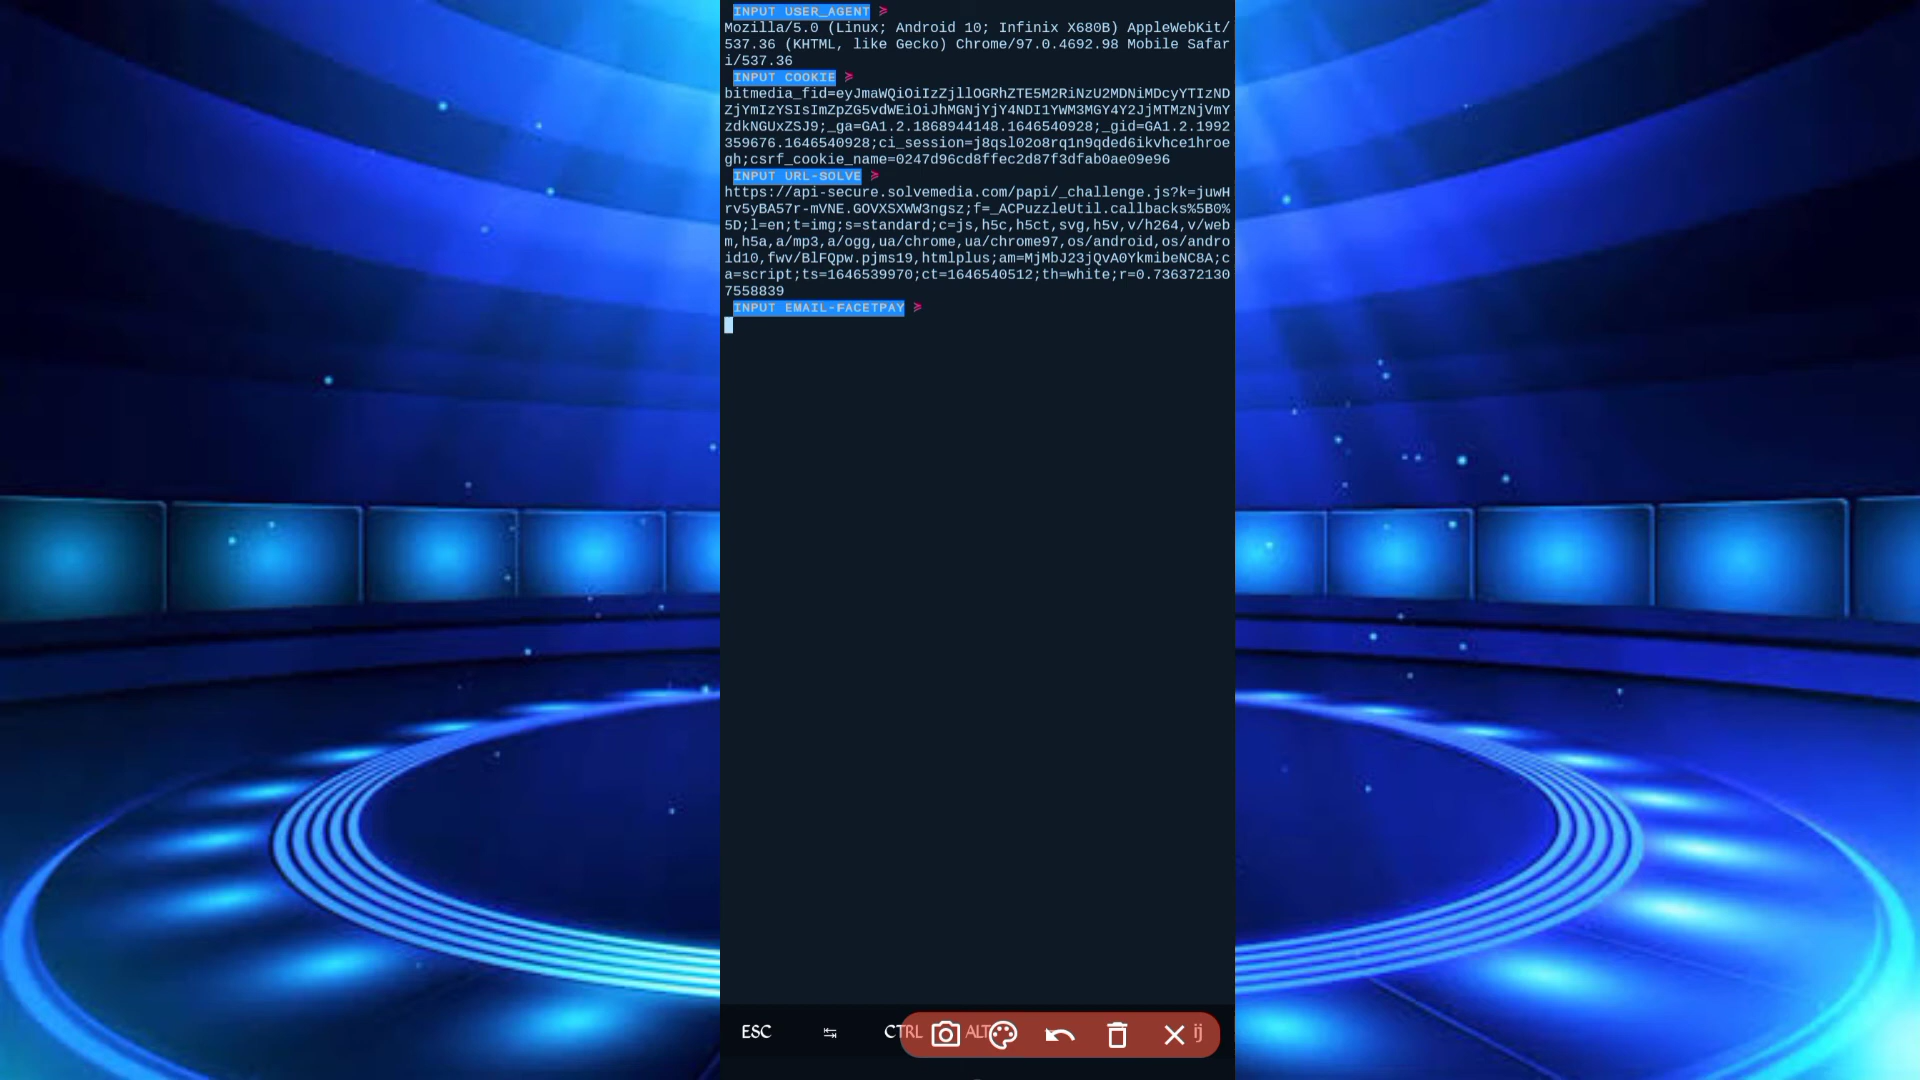 INPUT USER_AGENT ⋟
Mozilla/5.0 (Linux; Android 10; Infinix X680B) AppleWebKit/
537.36 (KHTML, like Gecko) Chrome/97.0.4692.98 Mobile Safar
i/537.36
INPUT COOKIE ⋟
bitmedia_fid=eyJmaWQiOiIzZjllOGRhZTE5M2RiNzU2MDNiMDcyYTIzND
ZjYmIzYSIsImZpZG5vdWEiOiJhMGNjYjY4NDI1YWM3MGY4Y2JjMTMzNjVmY
zdkNGUxZSJ9;_ga=GA1.2.1868944148.1646540928;_gid=GA1.2.1992
359676.1646540928;ci_session=j8qsl02o8rq1n9qded6ikvhce1hroe
gh;csrf_cookie_name=0247d96cd8ffec2d87f3dfab0ae09e96
INPUT URL-SOLVE ⋟
https://api-secure.solvemedia.com/papi/_challenge.js?k=juwH
rv5yBA57r-mVNE.GOVXSXWW3ngsz;f=_ACPuzzleUtil.callbacks%5B0%
5D;l=en;t=img;s=standard;c=js,h5c,h5ct,svg,h5v,v/h264,v/web
m,h5a,a/mp3,a/ogg,ua/chrome,ua/chrome97,os/android,os/andro
id10,fwv/BlFQpw.pjms19,htmlplus;am=MjMbJ23jQvA0YkmibeNC8A;c
a=script;ts=1646539970;ct=1646540512;th=white;r=0.736372130
7558839
INPUT EMAIL-FACETPAY ⋟
ESC CTRL ALT